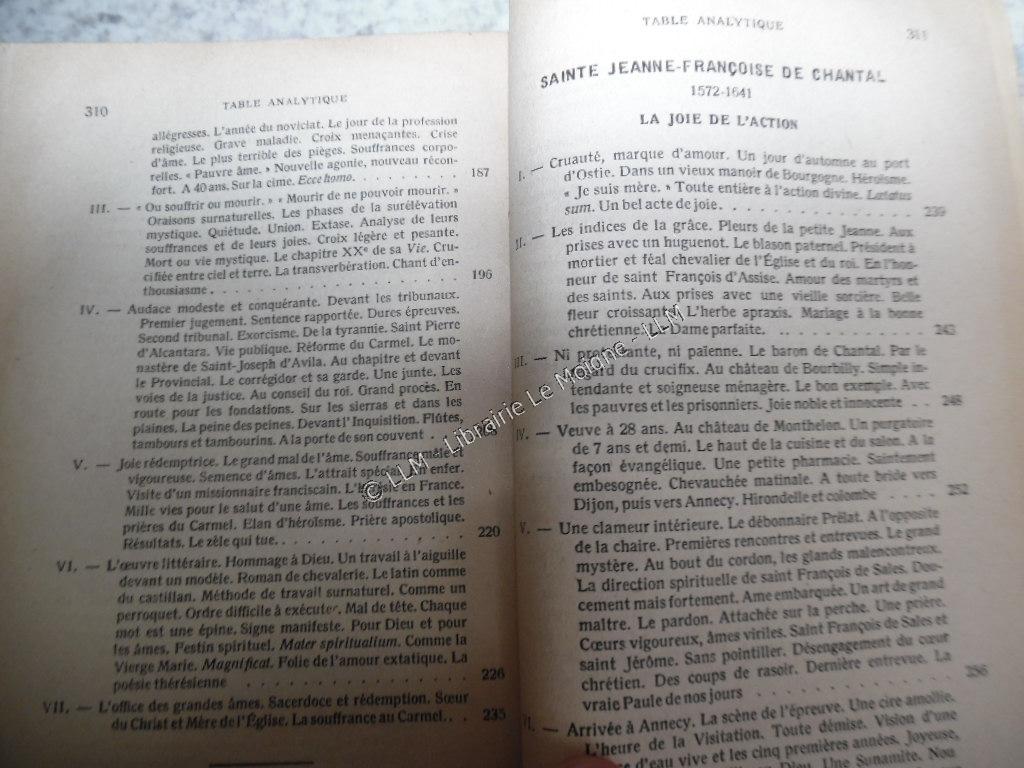 310
TABLE ANALYTIQUE
allégresses. L'année du noviciat. Le jour de la profession
religieuse. Grave maladie. Croix menaçantes. Crise
d'âme. Le plus terrible des pièges. Souffrances corpo-
relles. « Pauvre âme. » Nouvelle agonie, nouveau récon-
fort. A 40 ans. Sur la cime. Ecce homo. . . . . . . . . 187
III. — « Ou souffrir ou mourir. » « Mourir de ne pouvoir mourir. »
Oraisons surnaturelles. Les phases de la surélévation
mystique. Quiétude. Union. Extase. Analyse de leurs
souffrances et de leurs joies. Croix légère et pesante.
Mort ou vie mystique. Le chapitre XXe de sa Vie. Cru-
cifiée entre ciel et terre. La transverbération. Chant d'en-
thousiasme . . . . . . . . . . . . . . . . 196
IV. — Audace modeste et conquérante. Devant les tribunaux.
Premier jugement. Sentence rapportée. Dures épreuves.
Second tribunal. Exorcisme. De la tyrannie. Saint Pierre
d'Alcantara. Vie publique. Réforme du Carmel. Le mo-
nastère de Saint-Joseph d'Avila. Au chapitre et devant
le Provincial. Le corrégidor et sa garde. Une junte. Les
voies de la justice. Au conseil du roi. Grand procès. En
route pour les fondations. Sur les sierras et dans les
plaines. La peine des peines. Devant l'Inquisition. Flûtes,
tambours et tambourins. A la porte de son couvent . .
V. — Joie rédemptrice. Le grand mal de l'âme. Souffrance mâle et
vigoureuse. Semence d'âmes. L'attrait spécial. En enfer.
Visite d'un missionnaire franciscain. L'hérésie en France.
Mille vies pour le salut d'une âme. Les souffrances et les
prières du Carmel. Elan d'héroïsme. Prière apostolique.
Résultats. Le zèle qui tue. . . . . . . . . . . . 220
VI. — L'œuvre littéraire. Hommage à Dieu. Un travail à l'aiguille
devant un modèle. Roman de chevalerie. Le latin comme
du castillan. Méthode de travail surnaturel. Comme un
perroquet. Ordre difficile à exécuter. Mal de tête. Chaque
mot est une épine. Signe manifeste. Pour Dieu et pour
les âmes. Festin spirituel. Mater spiritualium. Comme la
Vierge Marie. Magnificat. Folie de l'amour extatique. La
poésie thérésienne . . . . . . . . . . . . . . 226
VII. — L'office des grandes âmes. Sacerdoce et rédemption. Sœur
du Christ et Mère de l'Église. La souffrance au Carmel. . . 235
TABLE ANALYTIQUE
311
SAINTE JEANNE-FRANÇOISE DE CHANTAL
1572-1641
LA JOIE DE L'ACTION
I. — Cruauté, marque d'amour. Un jour d'automne au port
d'Ostie. Dans un vieux manoir de Bourgogne. Héroïsme.
« Je suis mère. » Toute entière à l'action divine. Lætatus
sum. Un bel acte de joie. . . . . . . . . . . . . . 239
II. — Les indices de la grâce. Pleurs de la petite Jeanne. Aux
prises avec un huguenot. Le blason paternel. Président à
mortier et féal chevalier de l'Église et du roi. En l'hon-
neur de saint François d'Assise. Amour des martyrs et
des saints. Aux prises avec une vieille sorcière. Belle
fleur croissante. L'herbe apraxis. Mariage à la bonne
chrétienne. La Dame parfaite. . . . . . . . . . . . 243
III. — Ni protestante, ni païenne. Le baron de Chantal. Par le
regard du crucifix. Au château de Bourbilly. Simple in-
tendante et soigneuse ménagère. Le bon exemple. Avec
les pauvres et les prisonniers. Joie noble et innocente . . 248
IV. — Veuve à 28 ans. Au château de Monthelon. Un purgatoire
de 7 ans et demi. Le haut de la cuisine et du salon. A la
façon évangélique. Une petite pharmacie. Saintement
embesognée. Chevauchée matinale. A toute bride vers
Dijon, puis vers Annecy. Hirondelle et colombe . . . . 252
V. — Une clameur intérieure. Le débonnaire Prélat. A l'opposite
de la chaire. Premières rencontres et entrevues. Le grand
mystère. Au bout du cordon, les glands malencontreux.
La direction spirituelle de saint François de Sales. Dou-
cement mais fortement. Ame embarquée. Un art de grand
maître. Le pardon. Attachée sur la perche. Une prière.
Cœurs vigoureux, âmes viriles. Saint François de Sales et
saint Jérôme. Sans pointiller. Désengagement du cœur
chrétien. Des coups de rasoir. Dernière entrevue. La
vraie Paule de nos jours . . . . . . . . . . . . . 256
VI. — Arrivée à Annecy. La scène de l'épreuve. Une cire amollie.
L'heure de la Visitation. Toute démise. Vision d'une
d'eau vive et les cinq premières années. Joyeuse,
Dieu. Une Sunamite. Nou
© LLM - Librairie Le Moïone - LLM